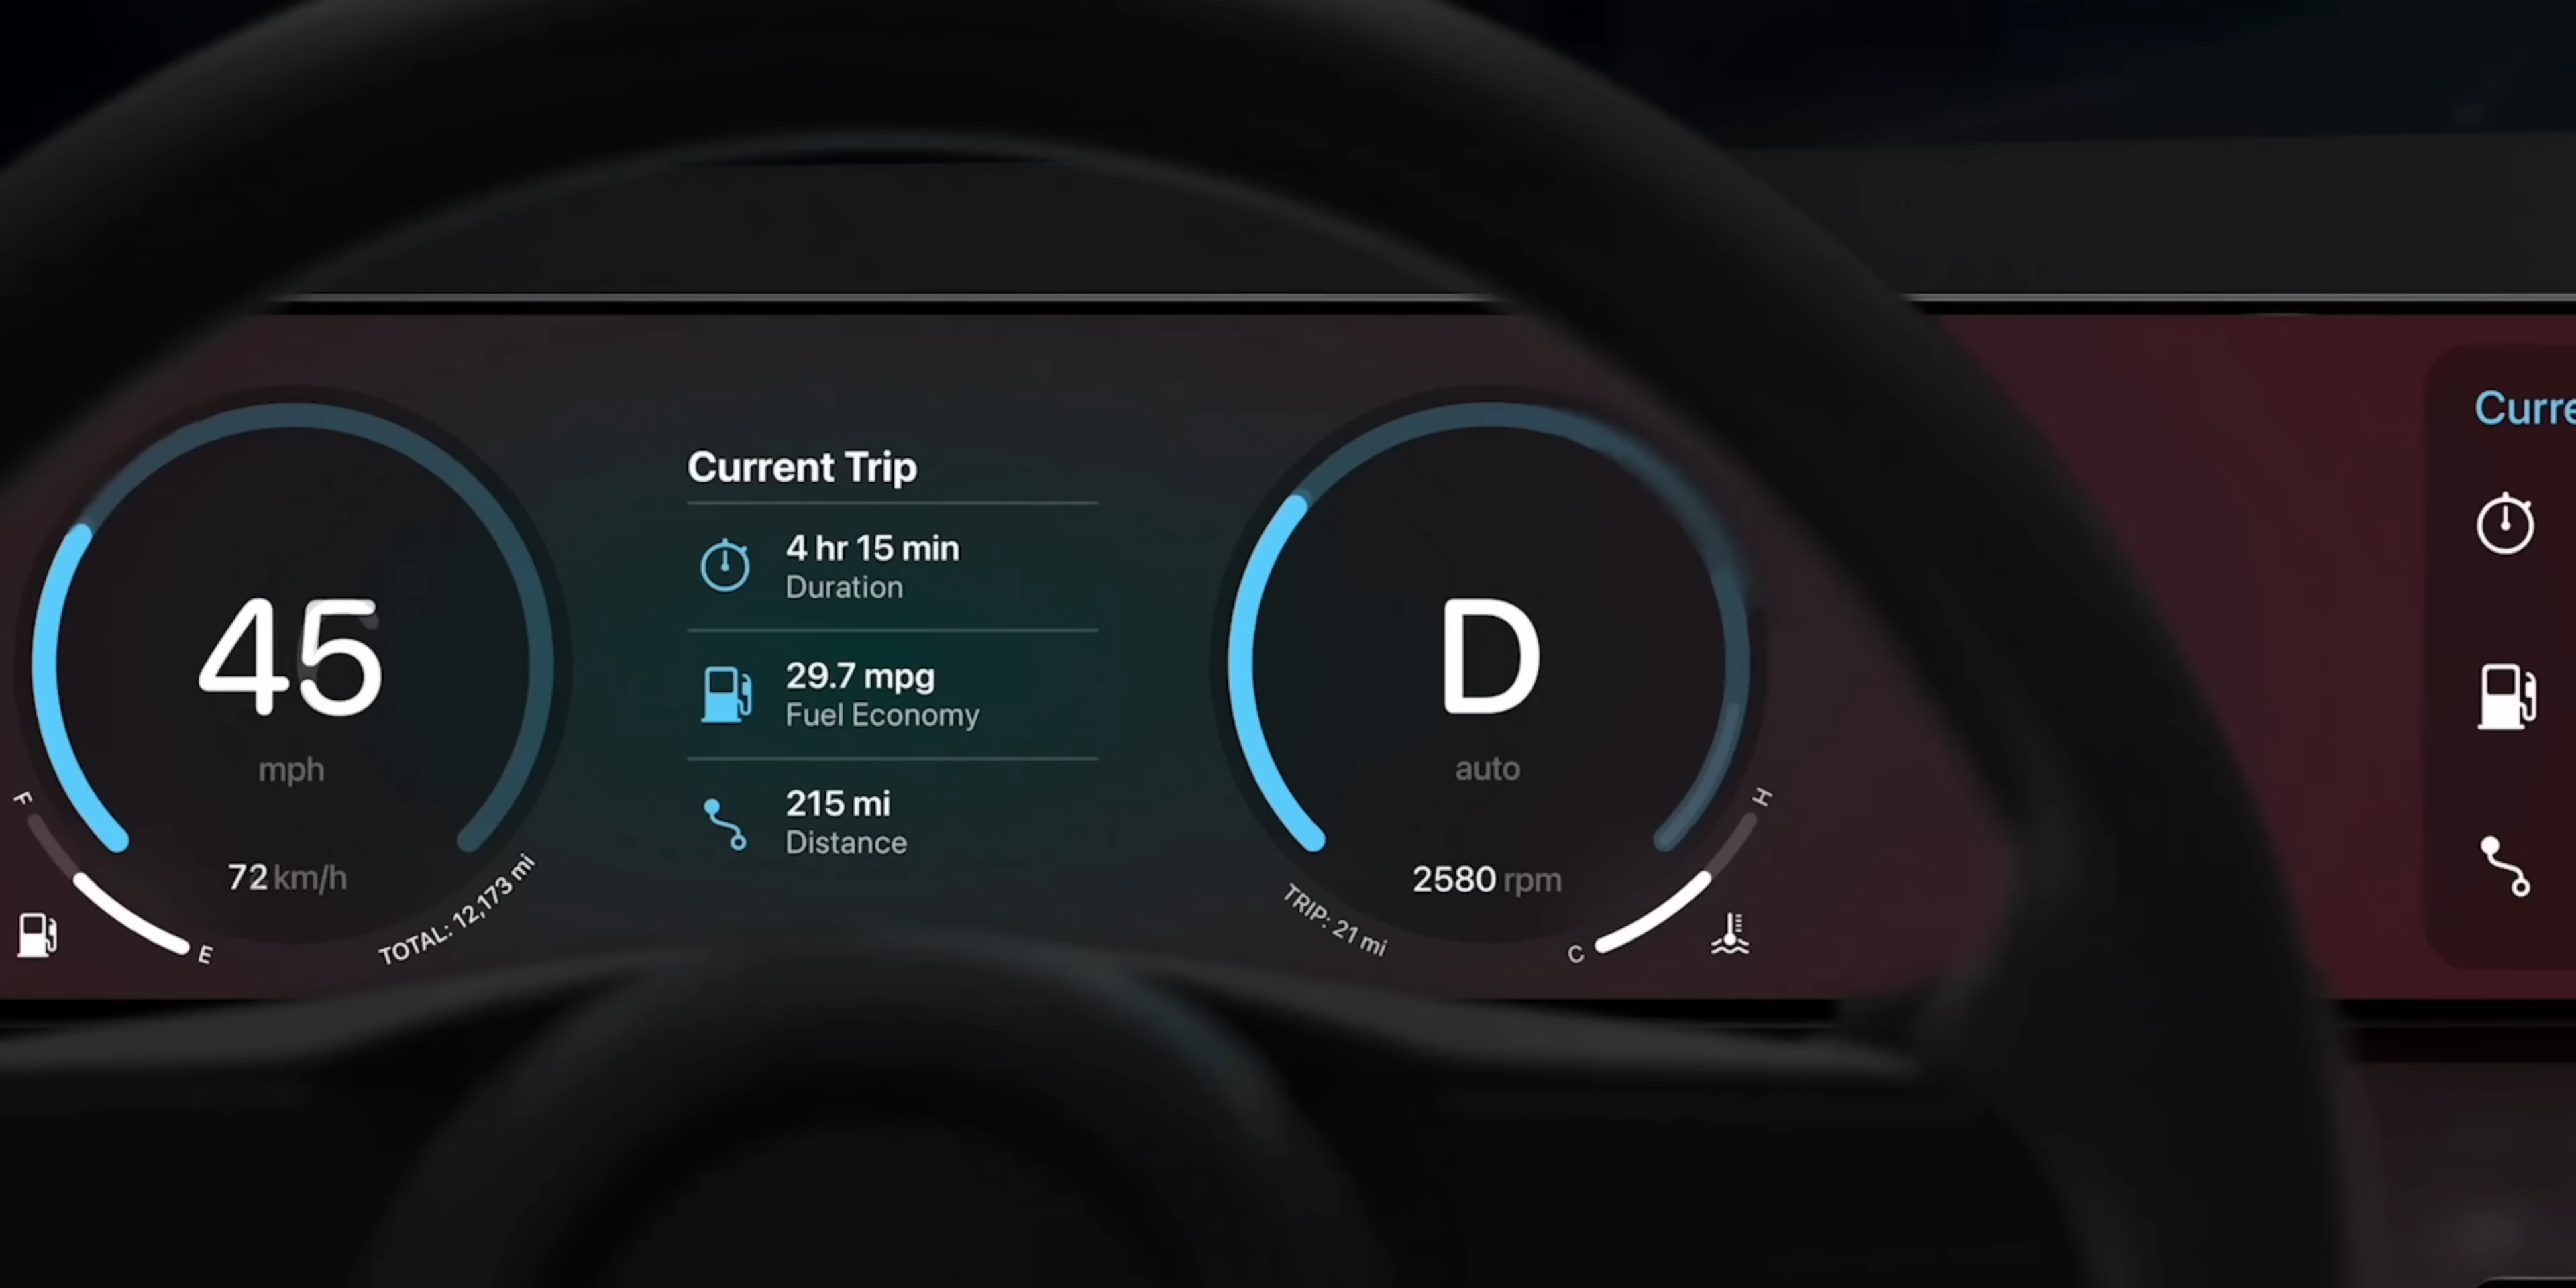 45
mph
72 km/h
F
E
TOTAL: 12,173 mi
Current Trip
4 hr 15 min
Duration
29.7 mpg
Fuel Economy
215 mi
Distance
D
auto
2580 rpm
TRIP: 21 mi
C
H
Curre